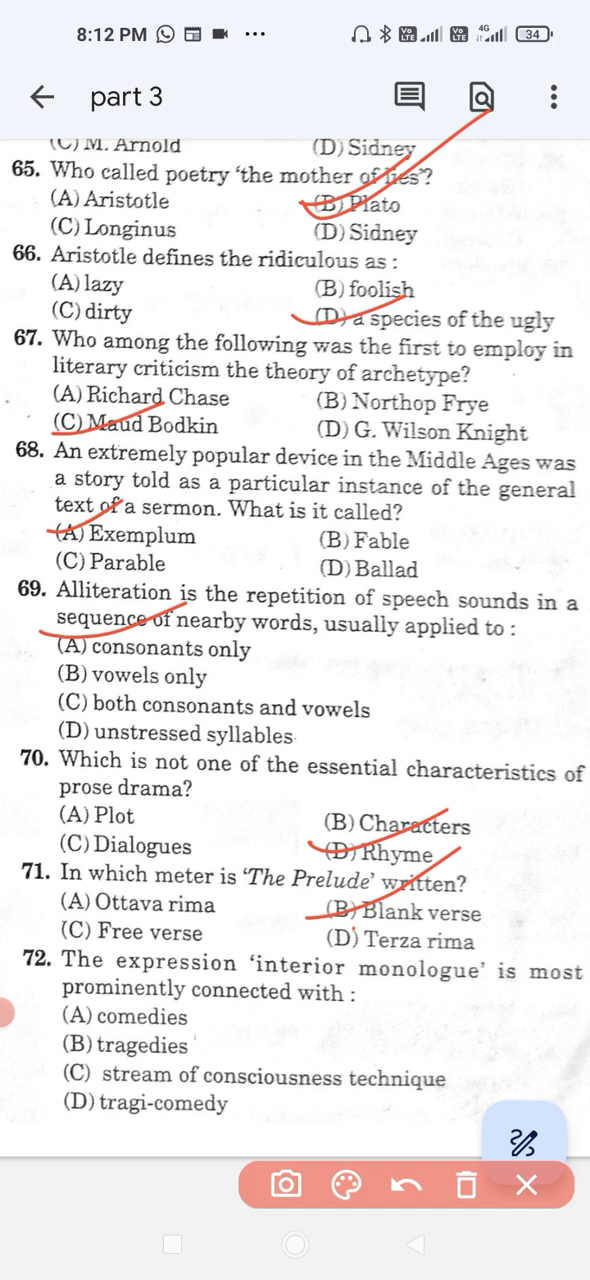 8:12 PM
Vo LTE
Vo LTE
4G
34
part 3
(C) M. Arnold (D) Sidney
65. Who called poetry 'the mother of lies'?
(A) Aristotle (B) Plato
(C) Longinus (D) Sidney
66. Aristotle defines the ridiculous as :
(A) lazy (B) foolish
(C) dirty (D) a species of the ugly
67. Who among the following was the first to employ in
literary criticism the theory of archetype?
(A) Richard Chase (B) Northop Frye
(C) Maud Bodkin (D) G. Wilson Knight
68. An extremely popular device in the Middle Ages was
a story told as a particular instance of the general
text of a sermon. What is it called?
(A) Exemplum (B) Fable
(C) Parable (D) Ballad
69. Alliteration is the repetition of speech sounds in a
sequence of nearby words, usually applied to :
(A) consonants only
(B) vowels only
(C) both consonants and vowels
(D) unstressed syllables
70. Which is not one of the essential characteristics of
prose drama?
(A) Plot (B) Characters
(C) Dialogues (D) Rhyme
71. In which meter is 'The Prelude' written?
(A) Ottava rima (B) Blank verse
(C) Free verse (D) Terza rima
72. The expression 'interior monologue' is most
prominently connected with :
(A) comedies
(B) tragedies
(C) stream of consciousness technique
(D) tragi-comedy